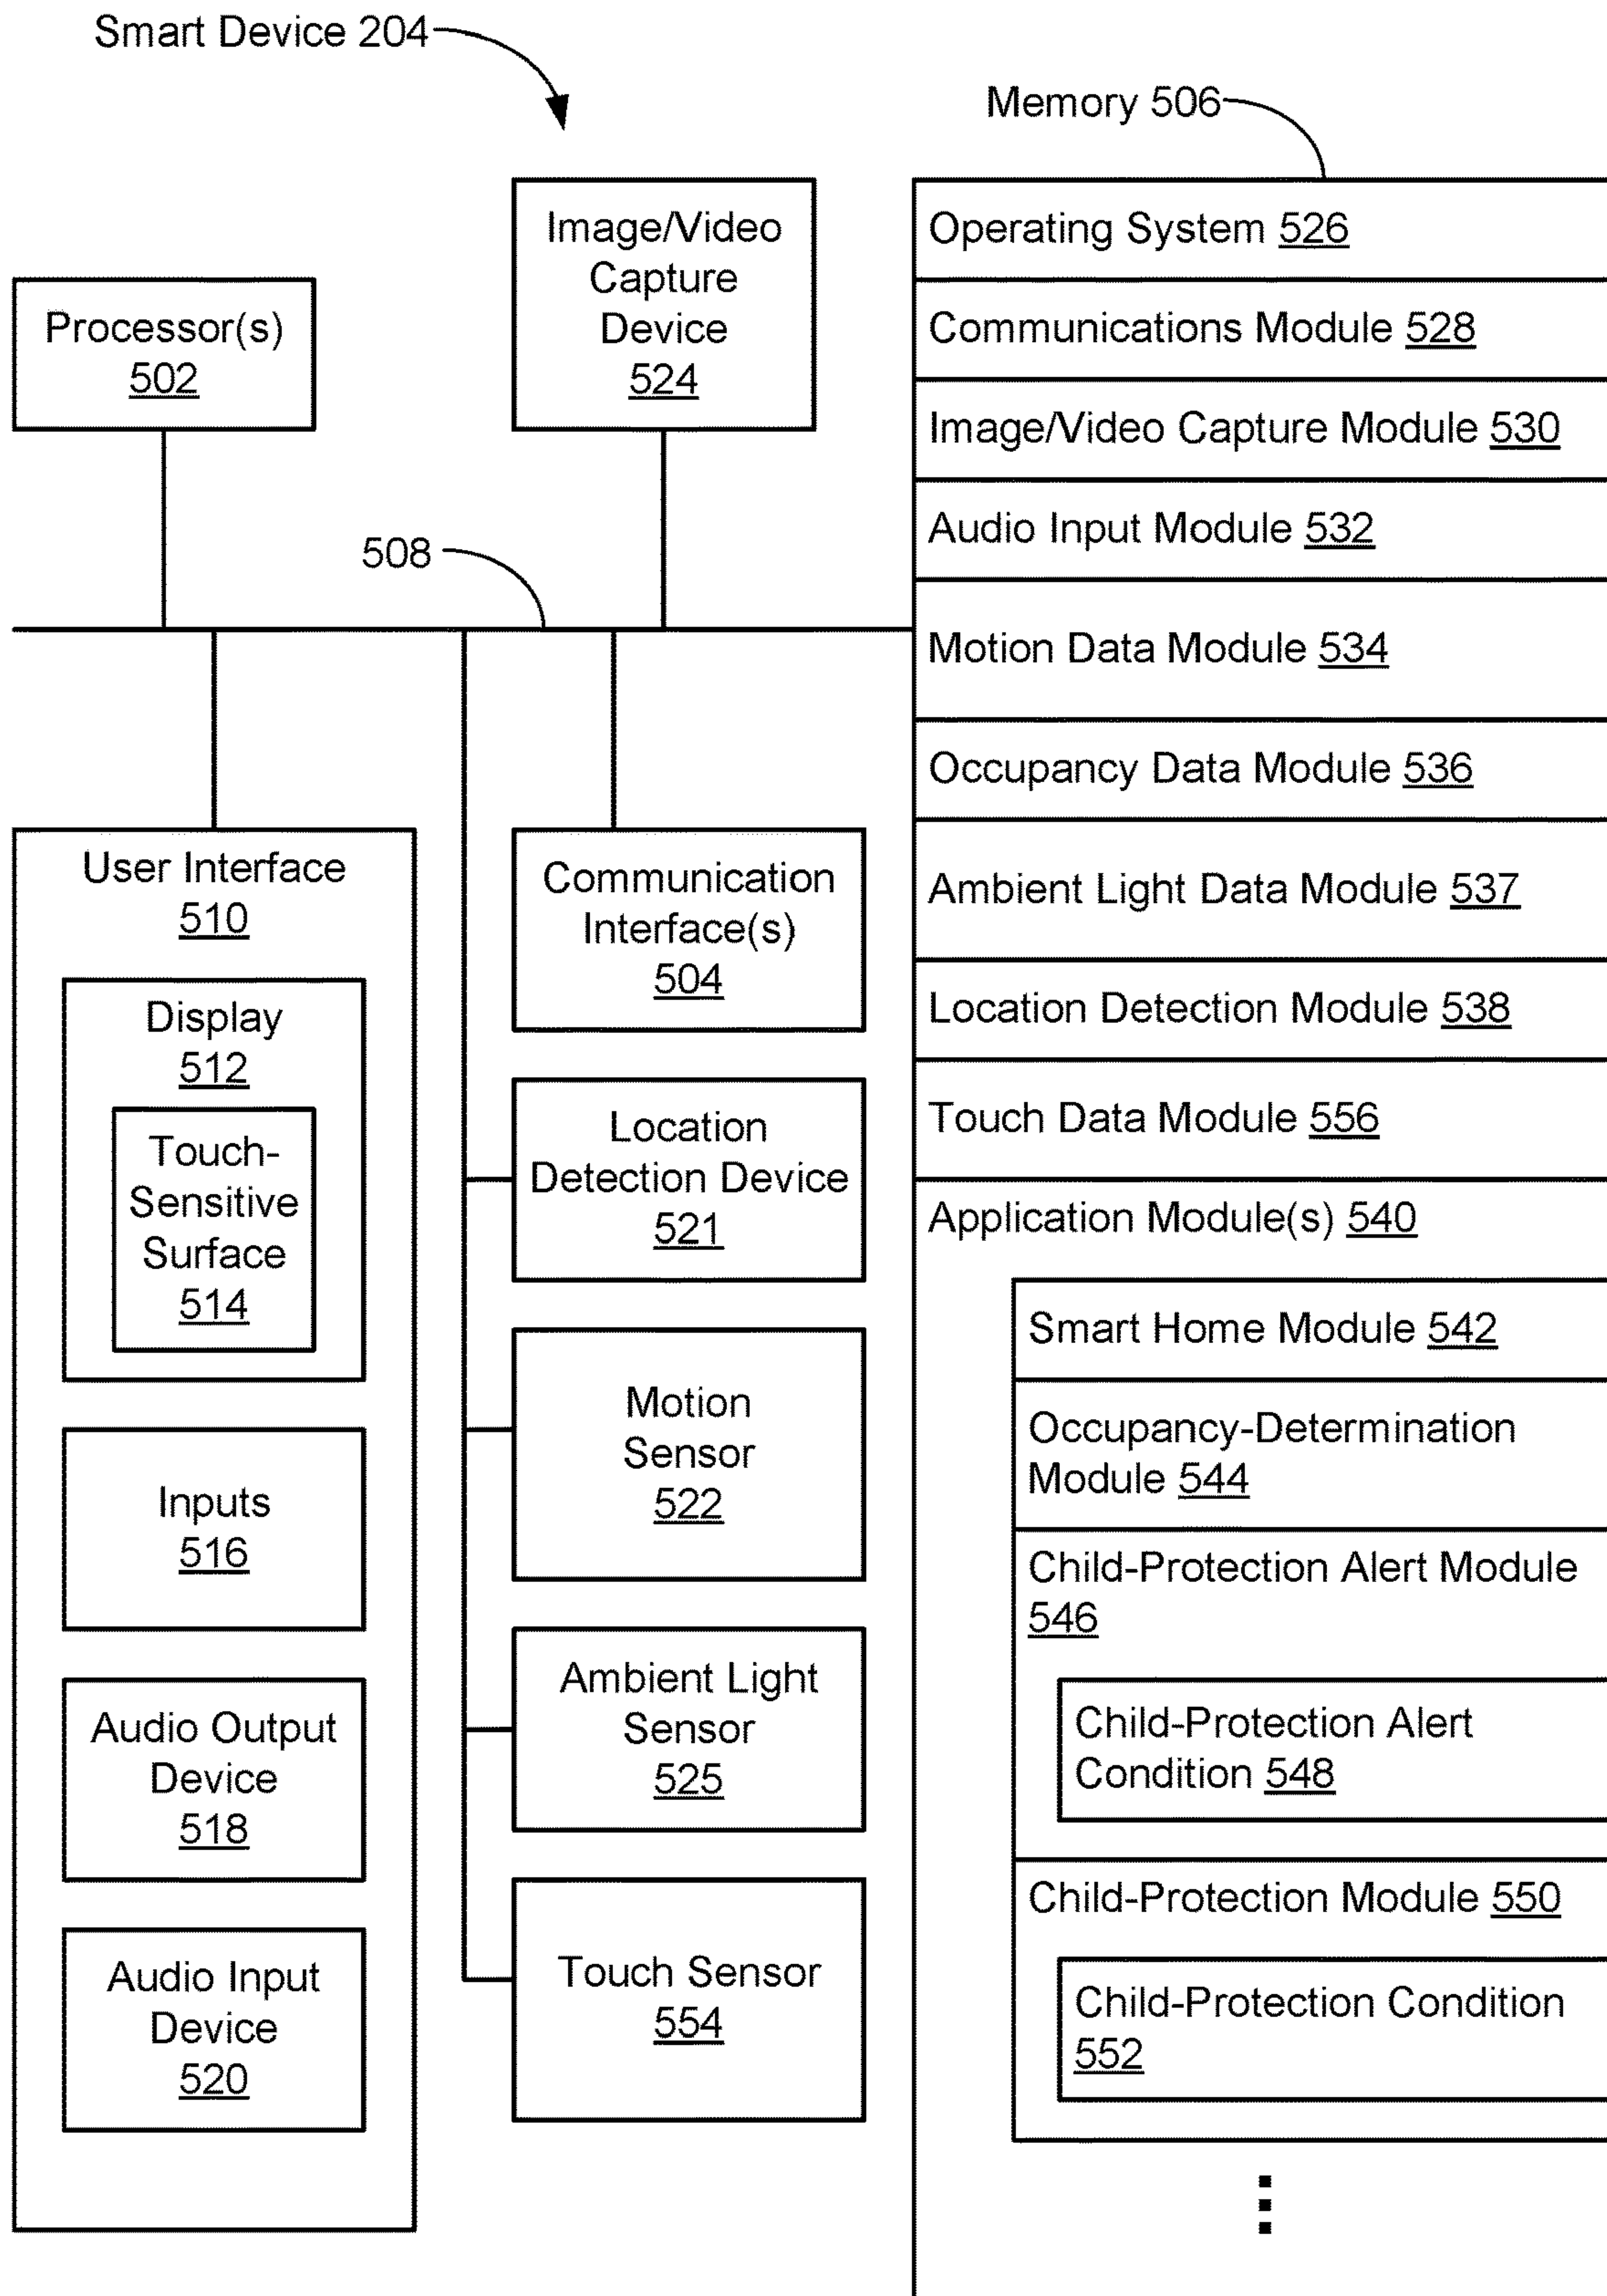 Smart Device 204
Memory 506
Processor(s)
502
Image/Video
Capture
Device
524
508
User Interface
510
Display
512
Touch-
Sensitive
Surface
514
Inputs
516
Audio Output
Device
518
Audio Input
Device
520
Communication
Interface(s)
504
Location
Detection Device
521
Motion
Sensor
522
Ambient Light
Sensor
525
Touch Sensor
554
Operating System 526
Communications Module 528
Image/Video Capture Module 530
Audio Input Module 532
Motion Data Module 534
Occupancy Data Module 536
Ambient Light Data Module 537
Location Detection Module 538
Touch Data Module 556
Application Module(s) 540
Smart Home Module 542
Occupancy-Determination
Module 544
Child-Protection Alert Module
546
Child-Protection Alert
Condition 548
Child-Protection Module 550
Child-Protection Condition
552